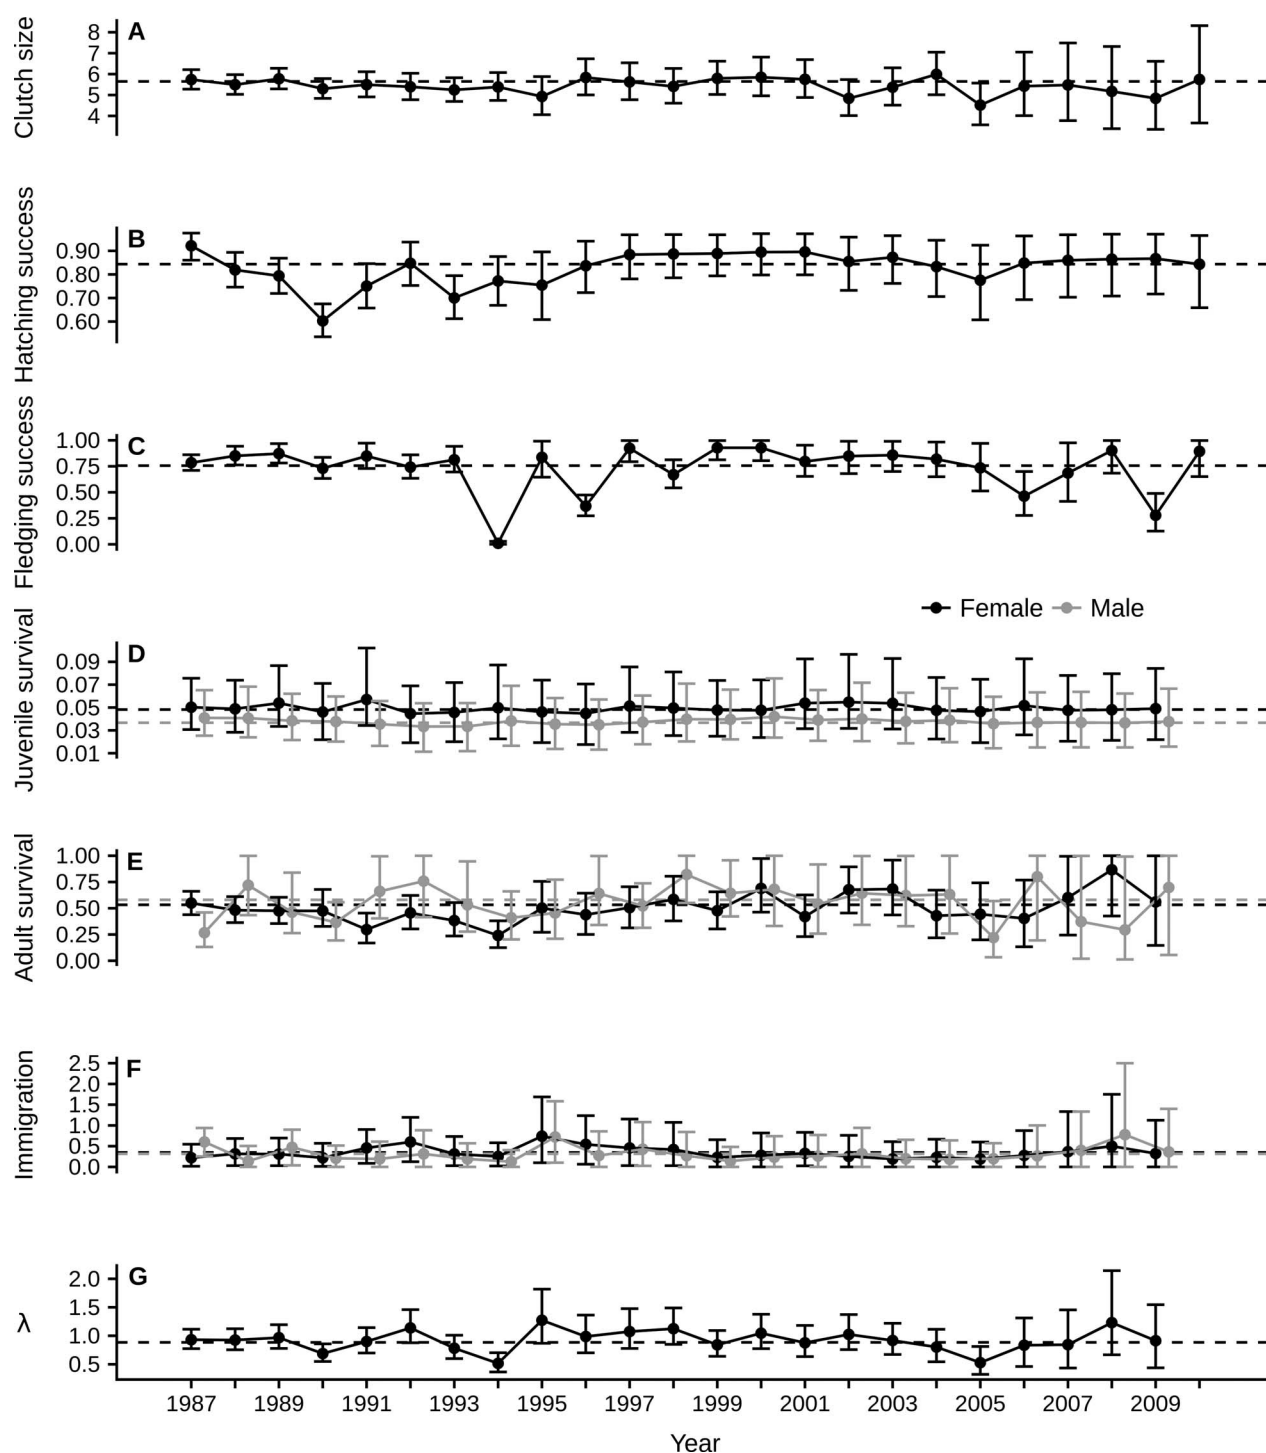 Clutch size
A
8
7
6
5
4
Hatching success
B
0.90
0.80
0.70
0.60
Fledging success
C
1.00
0.75
0.50
0.25
0.00
Female Male
Juvenile survival
D
0.09
0.07
0.05
0.03
0.01
Adult survival
E
1.00
0.75
0.50
0.25
0.00
Immigration
F
2.5
2.0
1.5
1.0
0.5
0.0
λ
G
2.0
1.5
1.0
0.5
1987 1989 1991 1993 1995 1997 1999 2001 2003 2005 2007 2009
Year